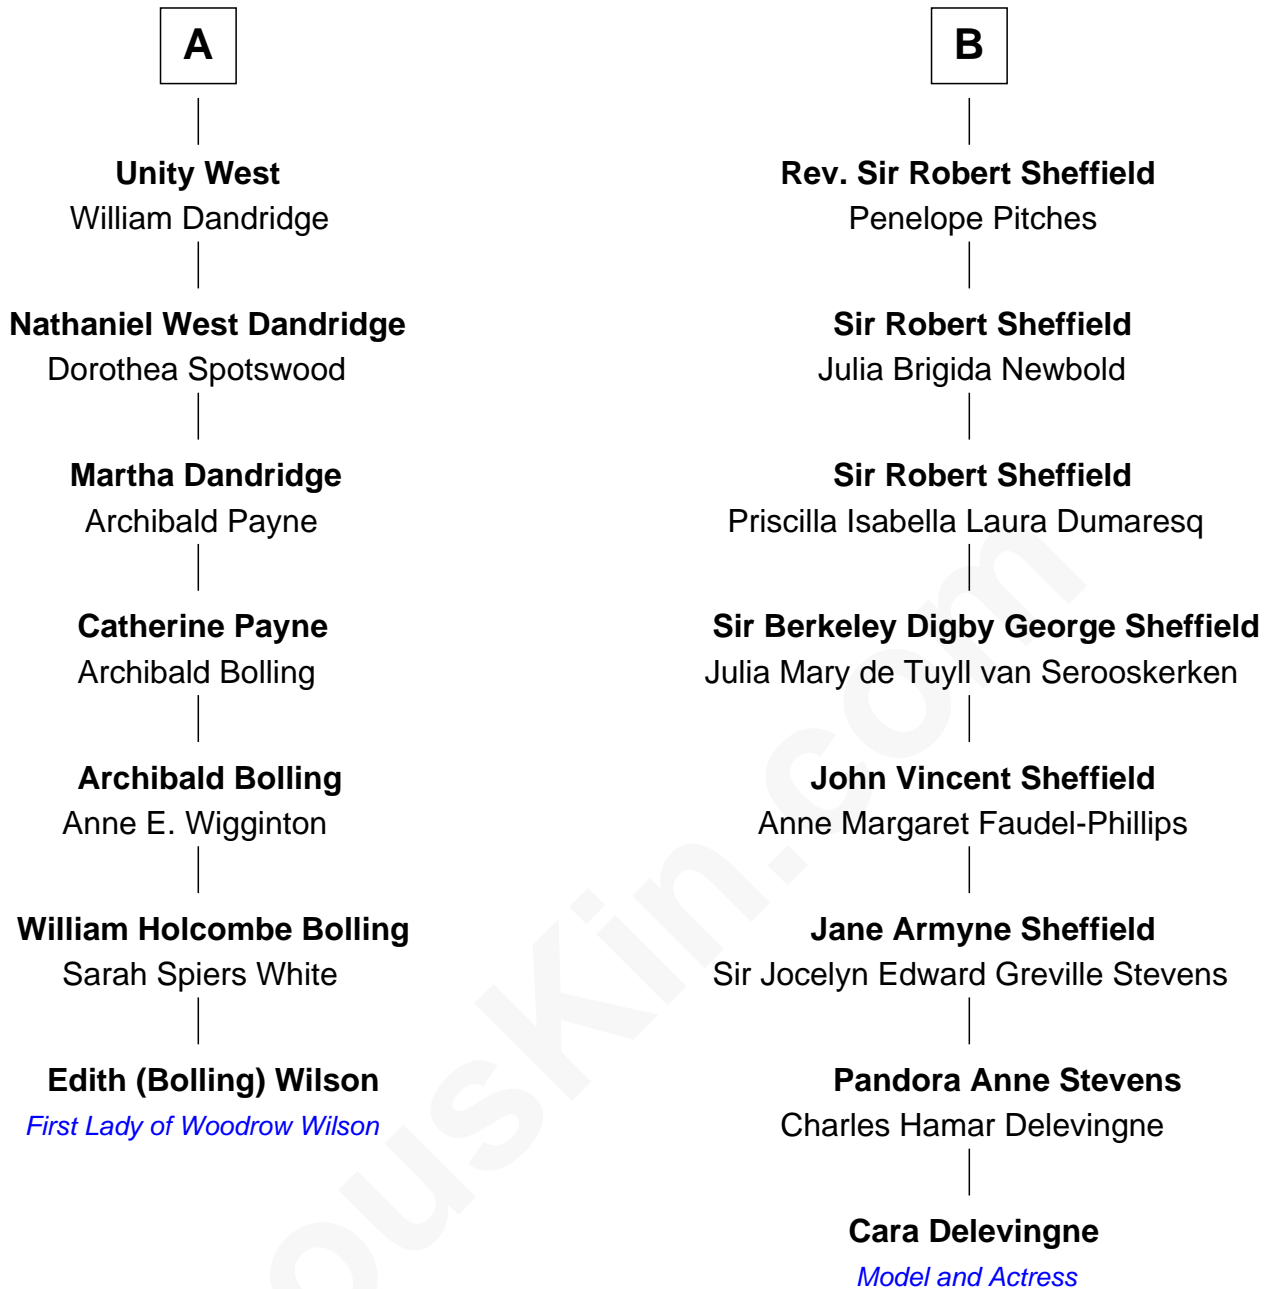 A
Unity West
William Dandridge
Nathaniel West Dandridge
Dorothea Spotswood
Martha Dandridge
Archibald Payne
Catherine Payne
Archibald Bolling
Archibald Bolling
Anne E. Wigginton
William Holcombe Bolling
Sarah Spiers White
Edith (Bolling) Wilson
First Lady of Woodrow Wilson
B
Rev. Sir Robert Sheffield
Penelope Pitches
Sir Robert Sheffield
Julia Brigida Newbold
Sir Robert Sheffield
Priscilla Isabella Laura Dumaresq
Sir Berkeley Digby George Sheffield
Julia Mary de Tuyll van Serooskerken
John Vincent Sheffield
Anne Margaret Faudel-Phillips
Jane Armyne Sheffield
Sir Jocelyn Edward Greville Stevens
Pandora Anne Stevens
Charles Hamar Delevingne
Cara Delevingne
Model and Actress
ousKin.com